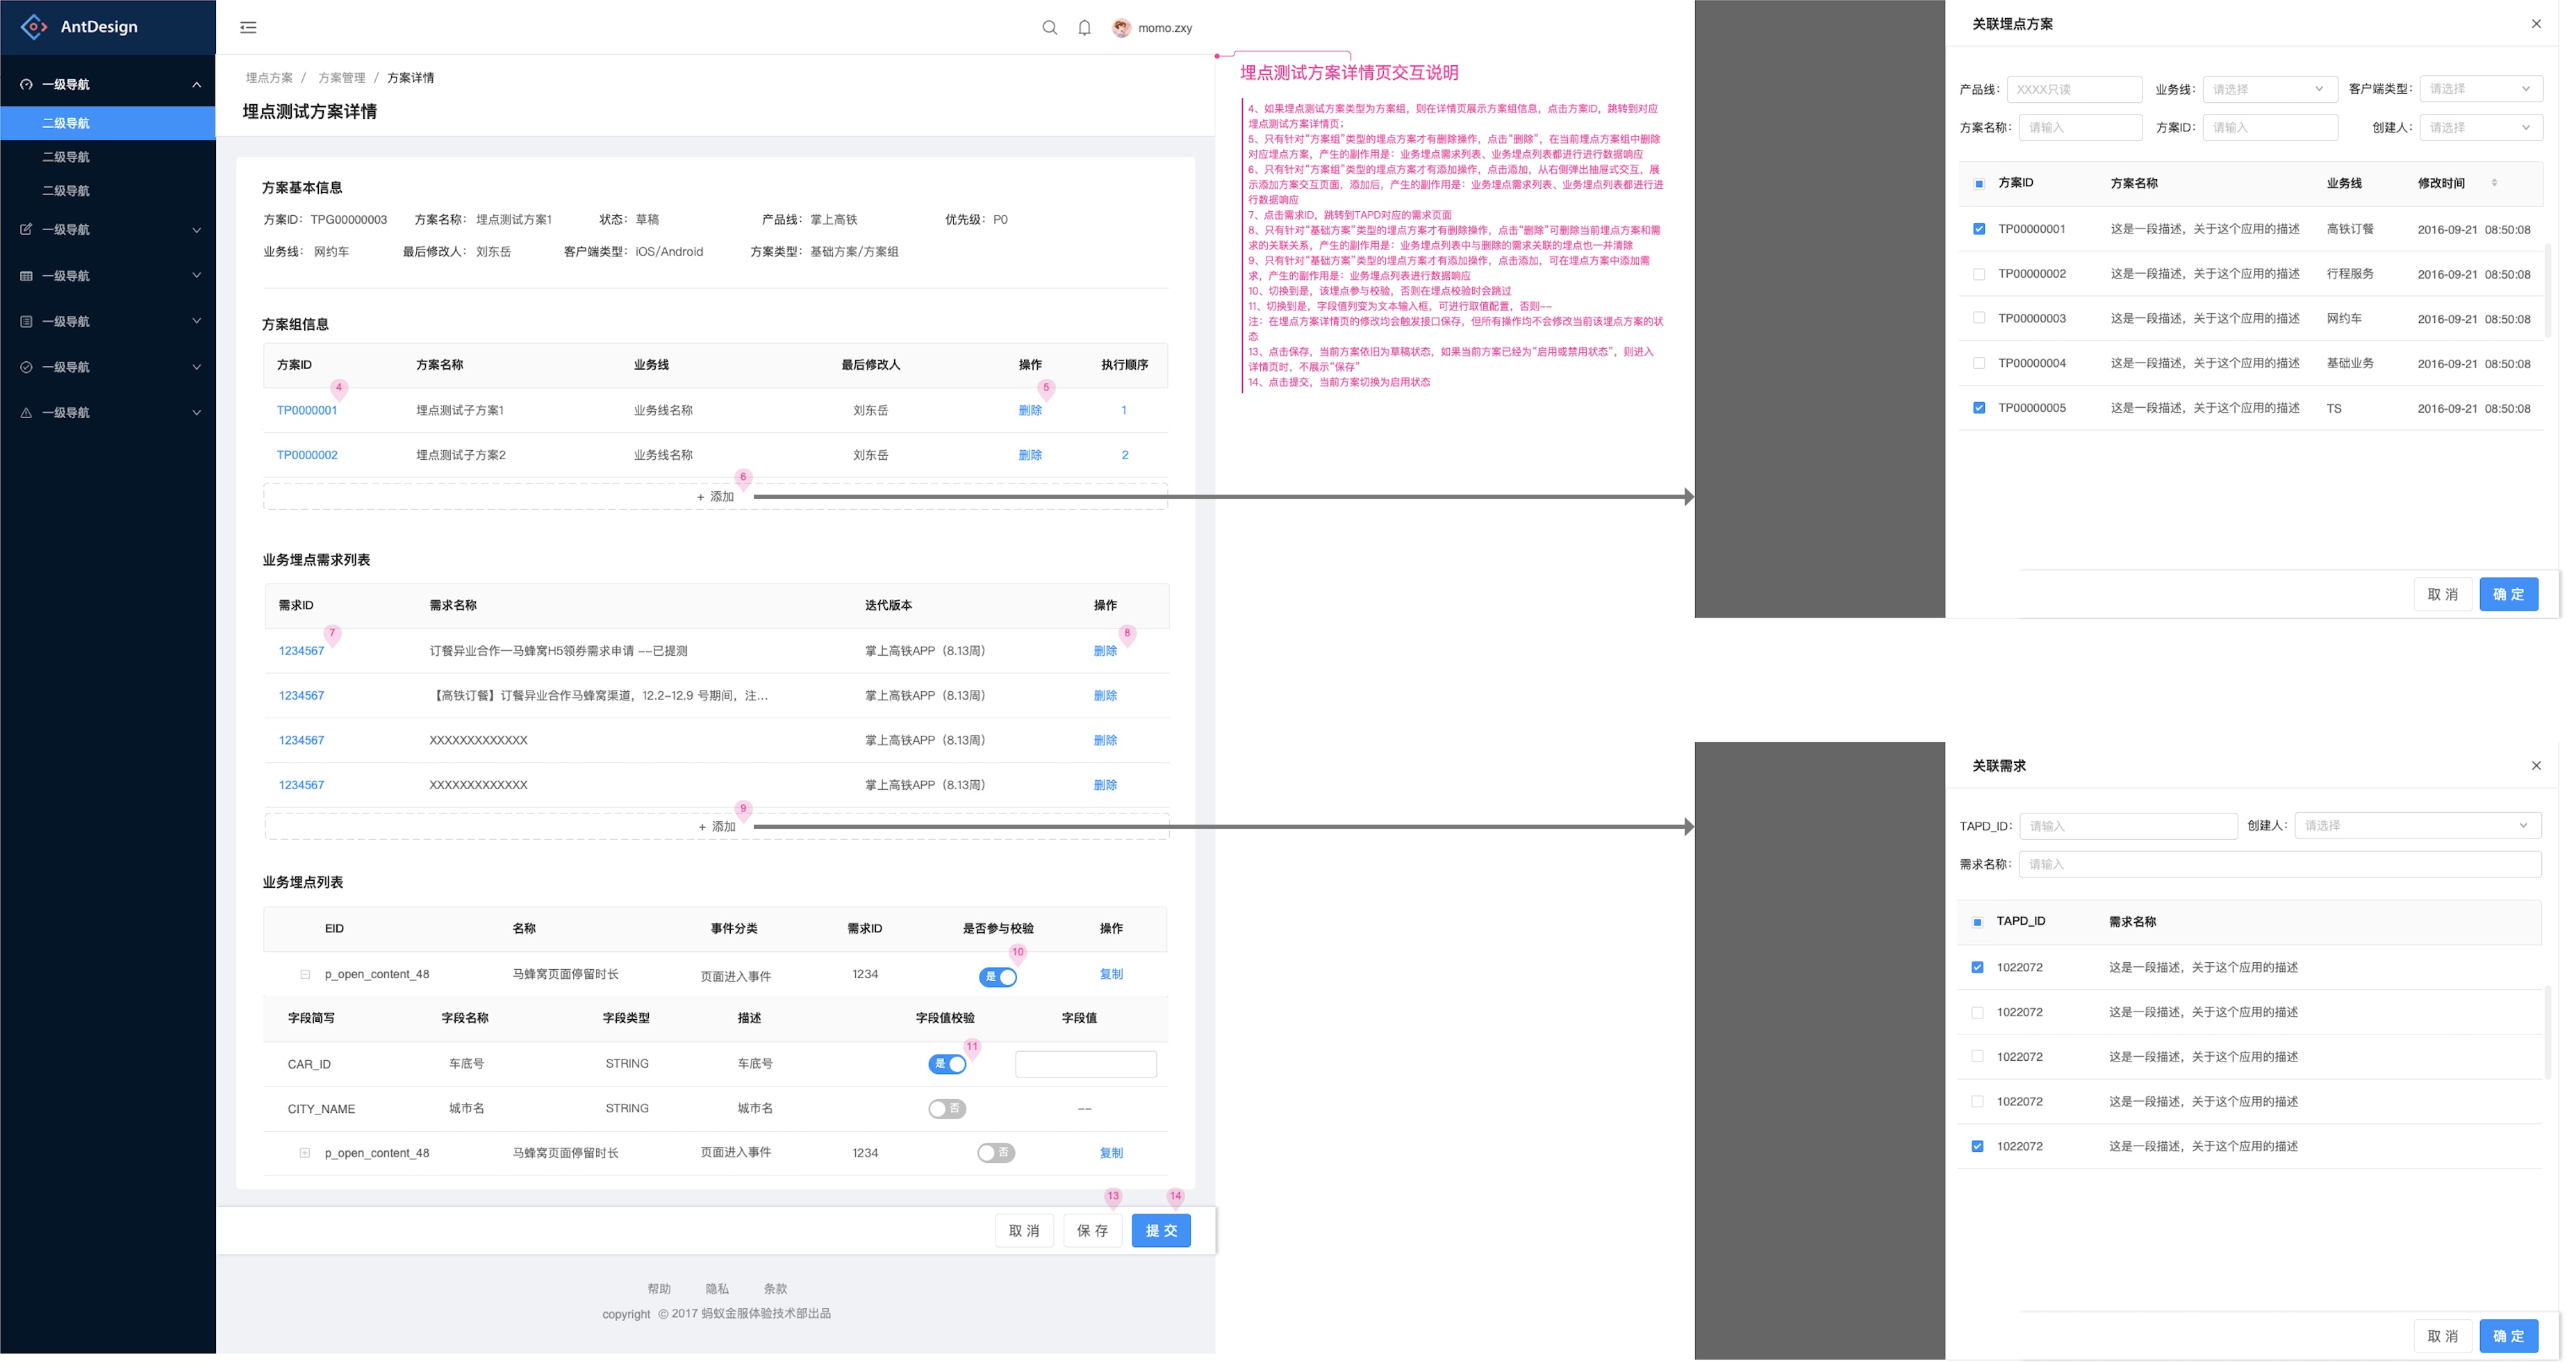 AntDesign
一级导航
二级导航
二级导航
二级导航
一级导航
一级导航
一级导航
一级导航
一级导航
momo.zxy
埋点方案 / 方案管理 / 方案详情
埋点测试方案详情
方案基本信息
方案ID： TPG00000003 方案名称： 埋点测试方案1 状态： 草稿 产品线： 掌上高铁 优先级： P0
业务线： 网约车 最后修改人： 刘东岳 客户端类型： iOS/Android 方案类型： 基础方案/方案组
方案组信息
方案ID 方案名称 业务线 最后修改人 操作 执行顺序
4 5
TP0000001 埋点测试子方案1 业务线名称 刘东岳 删除 1
TP0000002 埋点测试子方案2 业务线名称 刘东岳 删除 2
6
+ 添加
业务埋点需求列表
需求ID 需求名称 迭代版本 操作
7 8
1234567 订餐异业合作—马蜂窝H5领券需求申请 --已提测 掌上高铁APP（8.13周） 删除
1234567 【高铁订餐】订餐异业合作马蜂窝渠道，12.2-12.9 号期间，注... 掌上高铁APP（8.13周） 删除
1234567 XXXXXXXXXXXXX 掌上高铁APP（8.13周） 删除
1234567 XXXXXXXXXXXXX 掌上高铁APP（8.13周） 删除
9
+ 添加
业务埋点列表
EID 名称 事件分类 需求ID 是否参与校验 操作
10
p_open_content_48 马蜂窝页面停留时长 页面进入事件 1234 是 复制
字段简写 字段名称 字段类型 描述 字段值校验 字段值
11
CAR_ID 车底号 STRING 车底号 是
CITY_NAME 城市名 STRING 城市名 否 --
p_open_content_48 马蜂窝页面停留时长 页面进入事件 1234 否 复制
13 14
取 消 保 存 提 交
帮助 隐私 条款
copyright © 2017 蚂蚁金服体验技术部出品
埋点测试方案详情页交互说明
4、如果埋点测试方案类型为方案组，则在详情页展示方案组信息，点击方案ID，跳转到对应
埋点测试方案详情页；
5、只有针对“方案组”类型的埋点方案才有删除操作，点击“删除”，在当前埋点方案组中删除
对应埋点方案，产生的副作用是：业务埋点需求列表、业务埋点列表都进行进行数据响应
6、只有针对“方案组”类型的埋点方案才有添加操作，点击添加，从右侧弹出抽屉式交互，展
示添加方案交互页面，添加后，产生的副作用是：业务埋点需求列表、业务埋点列表都进行进
行数据响应
7、点击需求ID，跳转到TAPD对应的需求页面
8、只有针对“基础方案”类型的埋点方案才有删除操作，点击“删除”可删除当前埋点方案和需
求的关联关系，产生的副作用是：业务埋点列表中与删除的需求关联的埋点也一并清除
9、只有针对“基础方案”类型的埋点方案才有添加操作，点击添加，可在埋点方案中添加需
求，产生的副作用是：业务埋点列表进行数据响应
10、切换到是，该埋点参与校验，否则在埋点校验时会跳过
11、切换到是，字段值列变为文本输入框，可进行取值配置，否则--
注：在埋点方案详情页的修改均会触发接口保存，但所有操作均不会修改当前该埋点方案的状
态
13、点击保存，当前方案依旧为草稿状态，如果当前方案已经为“启用或禁用状态”，则进入
详情页时，不展示“保存”
14、点击提交，当前方案切换为启用状态
关联埋点方案
产品线： XXXX只读 业务线： 请选择 客户端类型： 请选择
方案名称： 请输入 方案ID： 请输入 创建人： 请选择
方案ID 方案名称 业务线 修改时间
TP00000001 这是一段描述，关于这个应用的描述 高铁订餐 2016-09-21 08:50:08
TP00000002 这是一段描述，关于这个应用的描述 行程服务 2016-09-21 08:50:08
TP00000003 这是一段描述，关于这个应用的描述 网约车 2016-09-21 08:50:08
TP00000004 这是一段描述，关于这个应用的描述 基础业务 2016-09-21 08:50:08
TP00000005 这是一段描述，关于这个应用的描述 TS 2016-09-21 08:50:08
取 消 确 定
关联需求
TAPD_ID： 请输入 创建人： 请选择
需求名称： 请输入
TAPD_ID 需求名称
1022072 这是一段描述，关于这个应用的描述
1022072 这是一段描述，关于这个应用的描述
1022072 这是一段描述，关于这个应用的描述
1022072 这是一段描述，关于这个应用的描述
1022072 这是一段描述，关于这个应用的描述
取 消 确 定